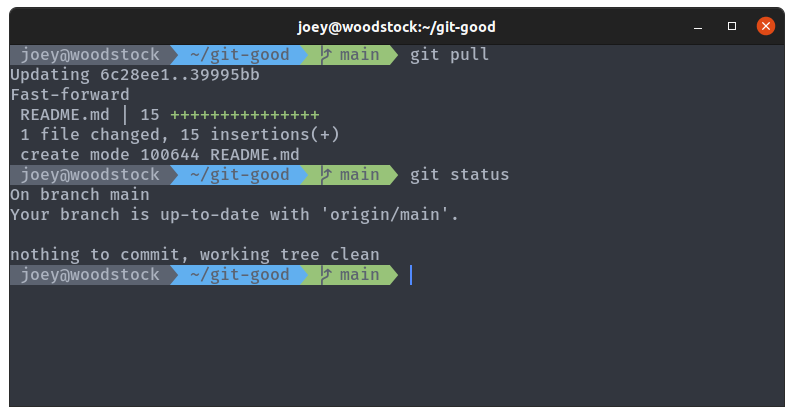 joey@woodstock:~/git-good
joey@woodstock ~/git-good main git pull
Updating 6c28ee1..39995bb
Fast-forward
README.md | 15 +++++++++++++++
1 file changed, 15 insertions(+)
create mode 100644 README.md
joey@woodstock ~/git-good main git status
On branch main
Your branch is up-to-date with 'origin/main'.
nothing to commit, working tree clean
joey@woodstock ~/git-good main